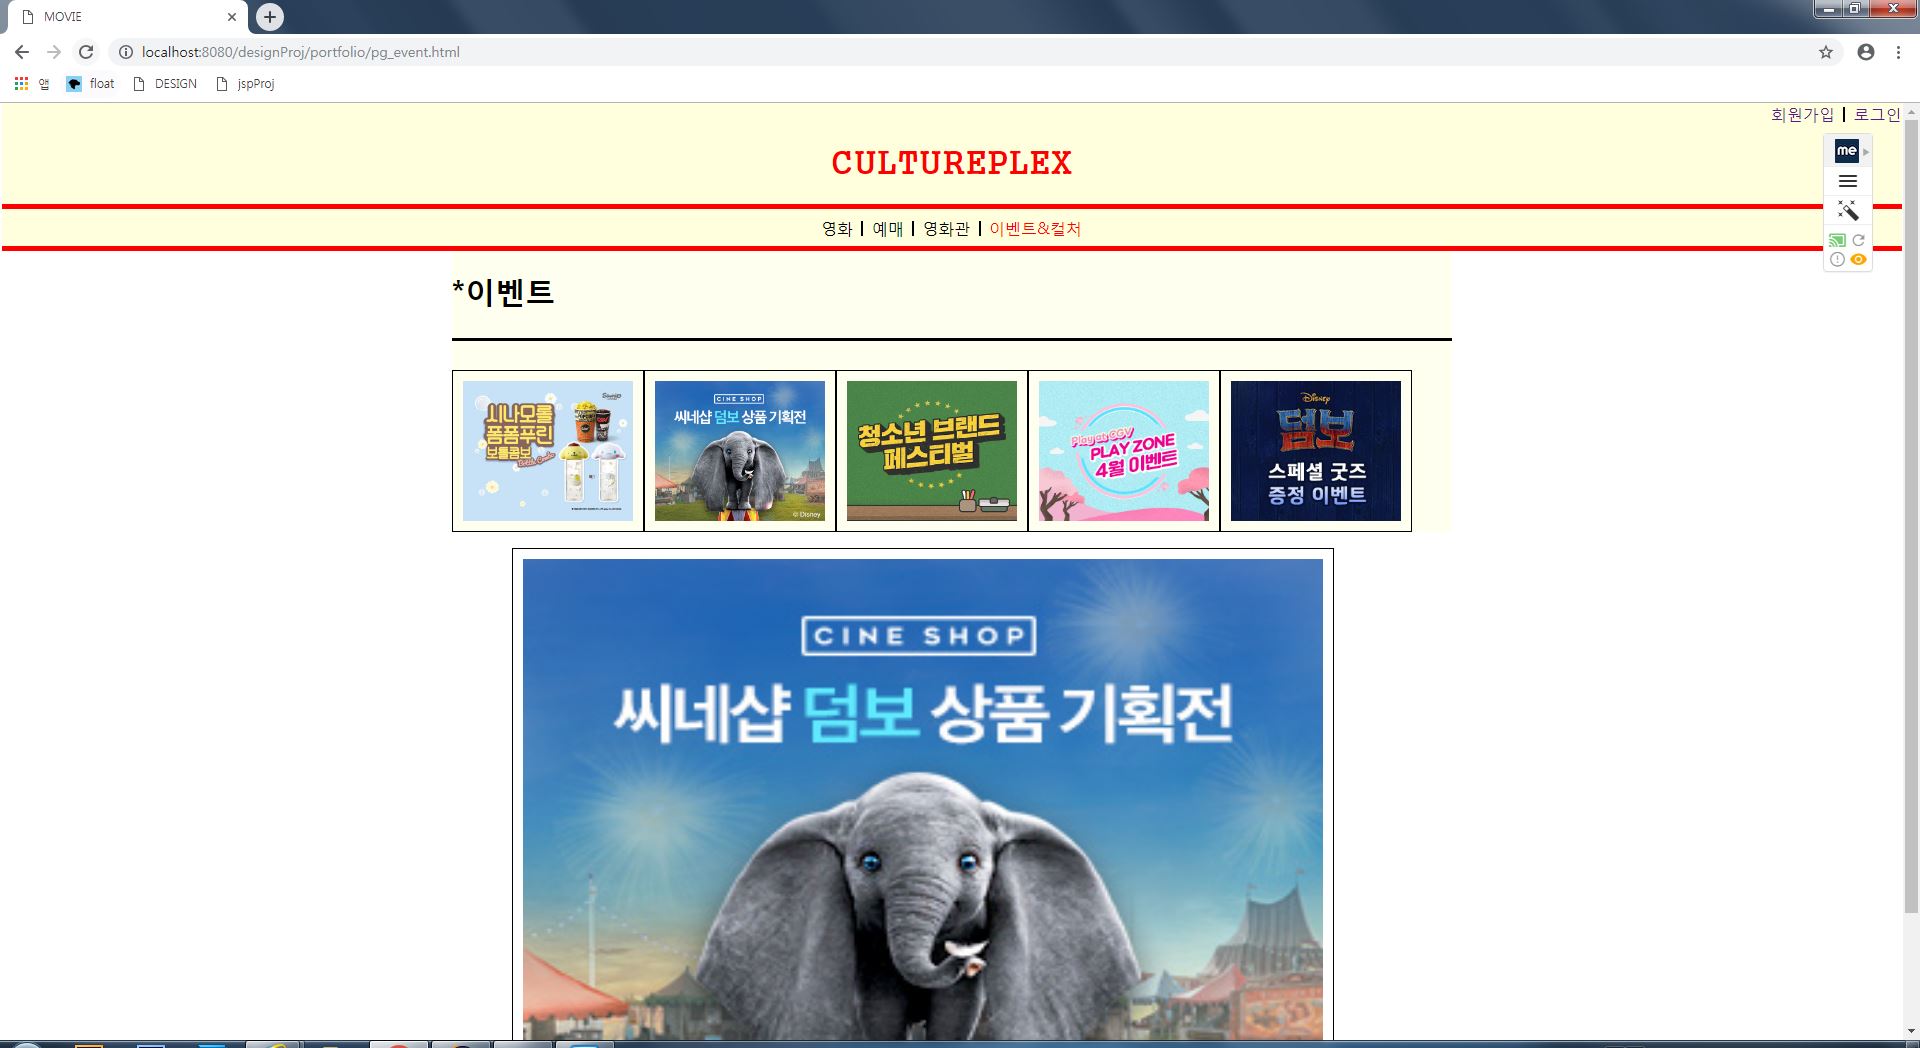 MOVIE
localhost:8080/designProj/portfolio/pg_event.html
앱 float DESIGN jspProj
회원가입 | 로그인
CULTUREPLEX
me
영화 | 예매 | 영화관 | 이벤트&컬처
*이벤트
시나모롤
폼폼푸린
보틀콤보
Bottle Combo
CINE SHOP
씨네샵 덤보 상품 기획전
© Disney
청소년 브랜드
페스티벌
Play at CGV
PLAY ZONE
4월 이벤트
Disney
덤보
스페셜 굿즈
증정 이벤트
CINE SHOP
씨네샵 덤보 상품 기획전